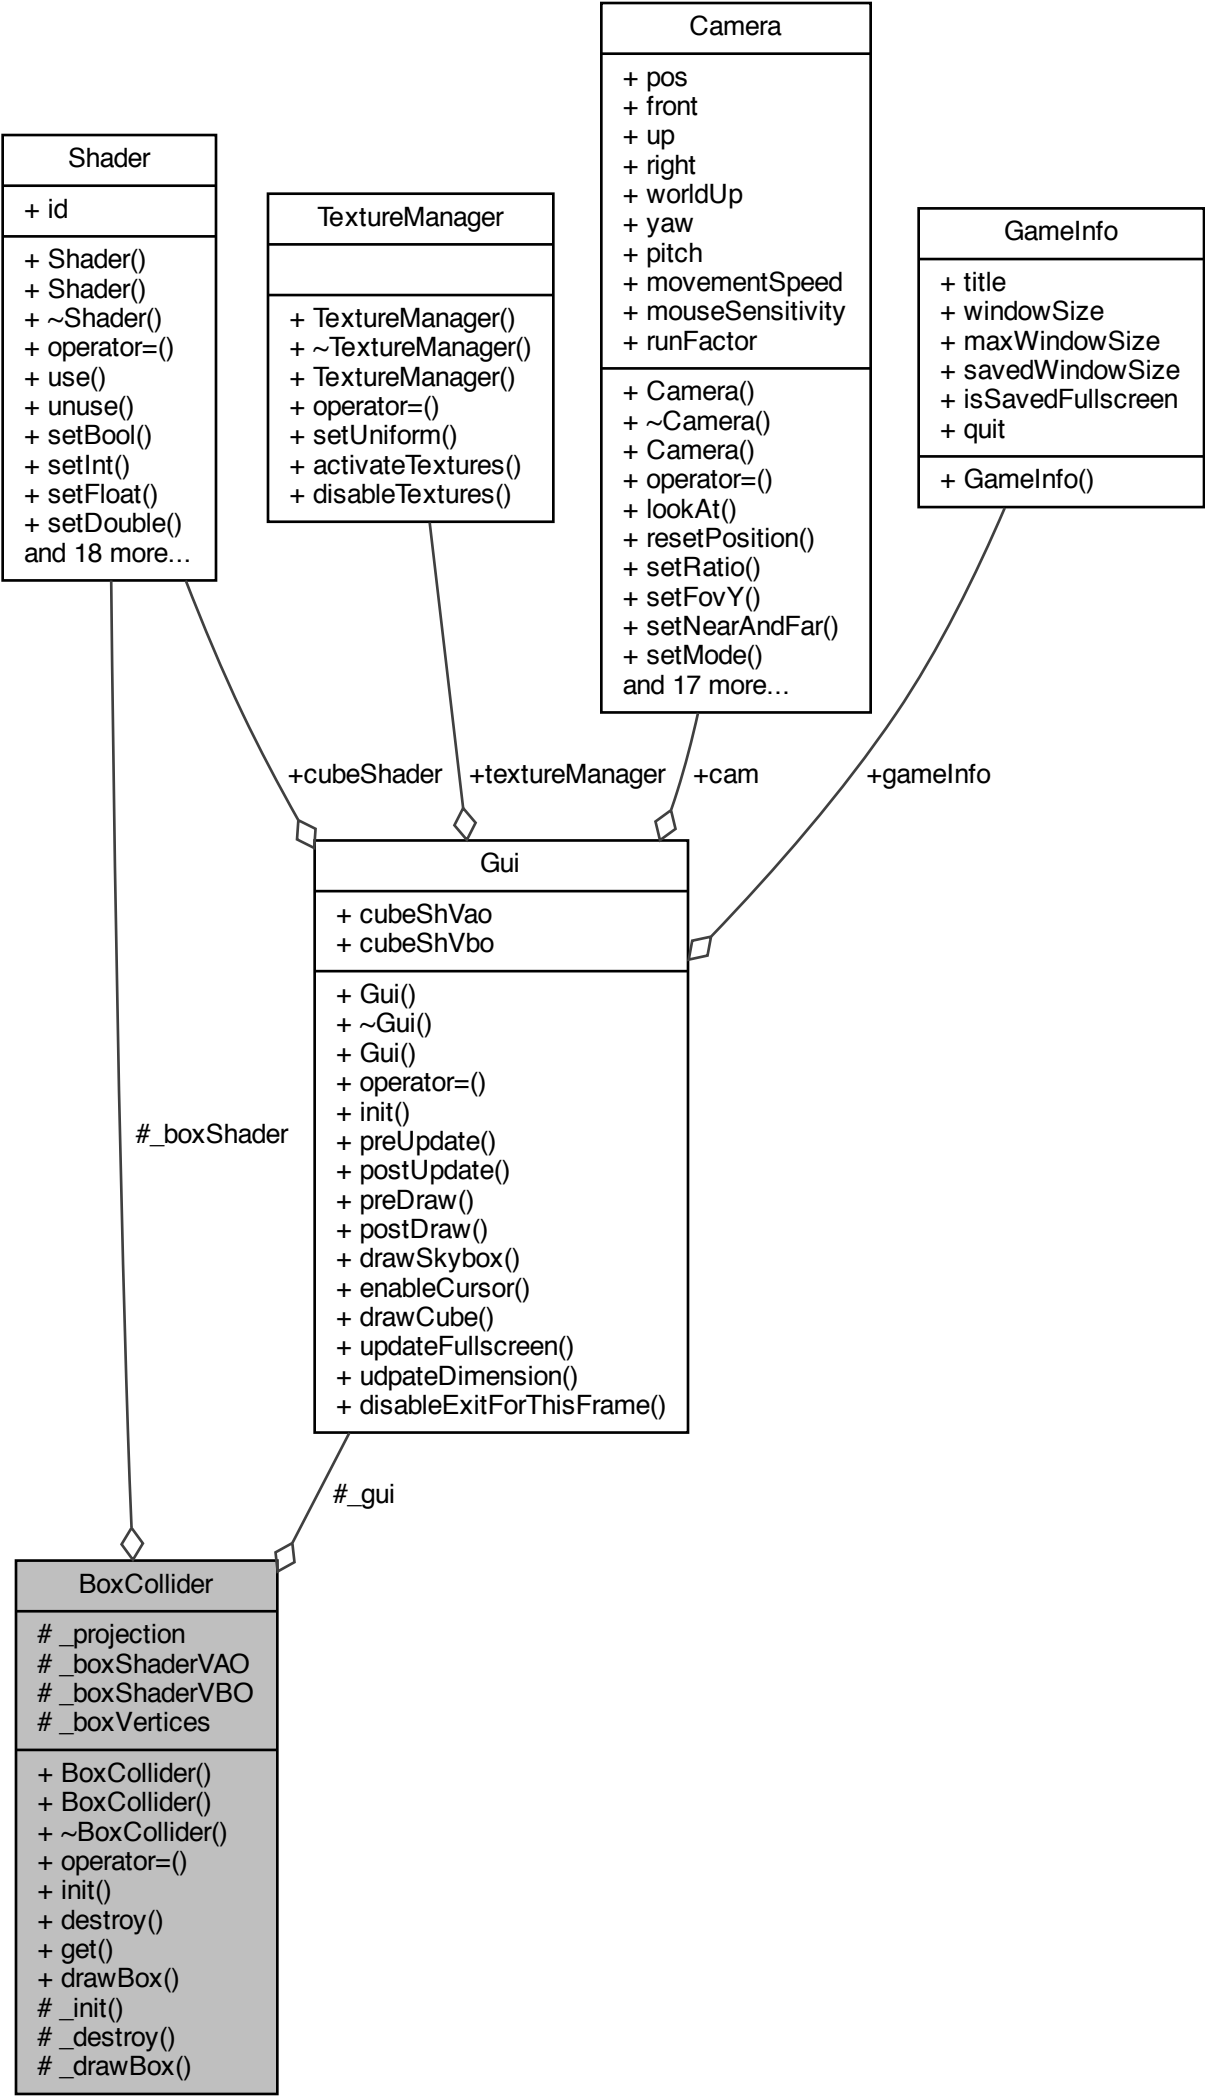 Camera
+ pos
+ front
+ up
+ right
+ worldUp
+ yaw
+ pitch
+ movementSpeed
+ mouseSensitivity
+ runFactor
+ Camera()
+ ~Camera()
+ Camera()
+ operator=()
+ lookAt()
+ resetPosition()
+ setRatio()
+ setFovY()
+ setNearAndFar()
+ setMode()
and 17 more...
Shader
+ id
+ Shader()
+ Shader()
+ ~Shader()
+ operator=()
+ use()
+ unuse()
+ setBool()
+ setInt()
+ setFloat()
+ setDouble()
and 18 more...
TextureManager
+ TextureManager()
+ ~TextureManager()
+ TextureManager()
+ operator=()
+ setUniform()
+ activateTextures()
+ disableTextures()
GameInfo
+ title
+ windowSize
+ maxWindowSize
+ savedWindowSize
+ isSavedFullscreen
+ quit
+ GameInfo()
+cubeShader
+textureManager
+cam
+gameInfo
Gui
+ cubeShVao
+ cubeShVbo
+ Gui()
+ ~Gui()
+ Gui()
+ operator=()
+ init()
+ preUpdate()
+ postUpdate()
+ preDraw()
+ postDraw()
+ drawSkybox()
+ enableCursor()
+ drawCube()
+ updateFullscreen()
+ udpateDimension()
+ disableExitForThisFrame()
#_boxShader
#_gui
BoxCollider
# _projection
# _boxShaderVAO
# _boxShaderVBO
# _boxVertices
+ BoxCollider()
+ BoxCollider()
+ ~BoxCollider()
+ operator=()
+ init()
+ destroy()
+ get()
+ drawBox()
# _init()
# _destroy()
# _drawBox()